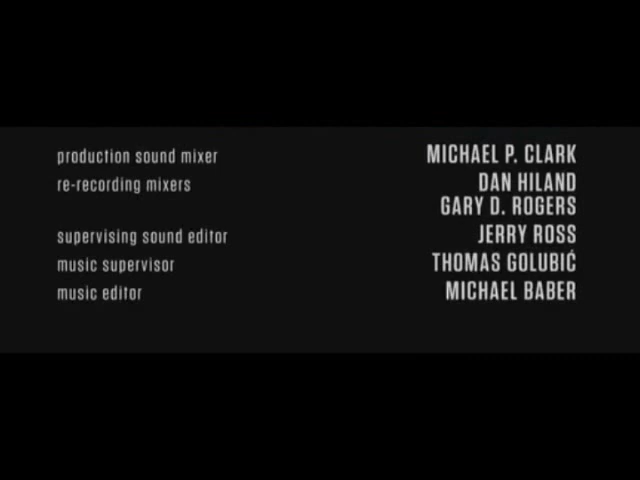 production sound mixer MICHAEL P. CLARK
re-recording mixers DAN HILAND
GARY D. ROGERS
supervising sound editor JERRY ROSS
music supervisor THOMAS GOLUBIĆ
music editor MICHAEL BABER